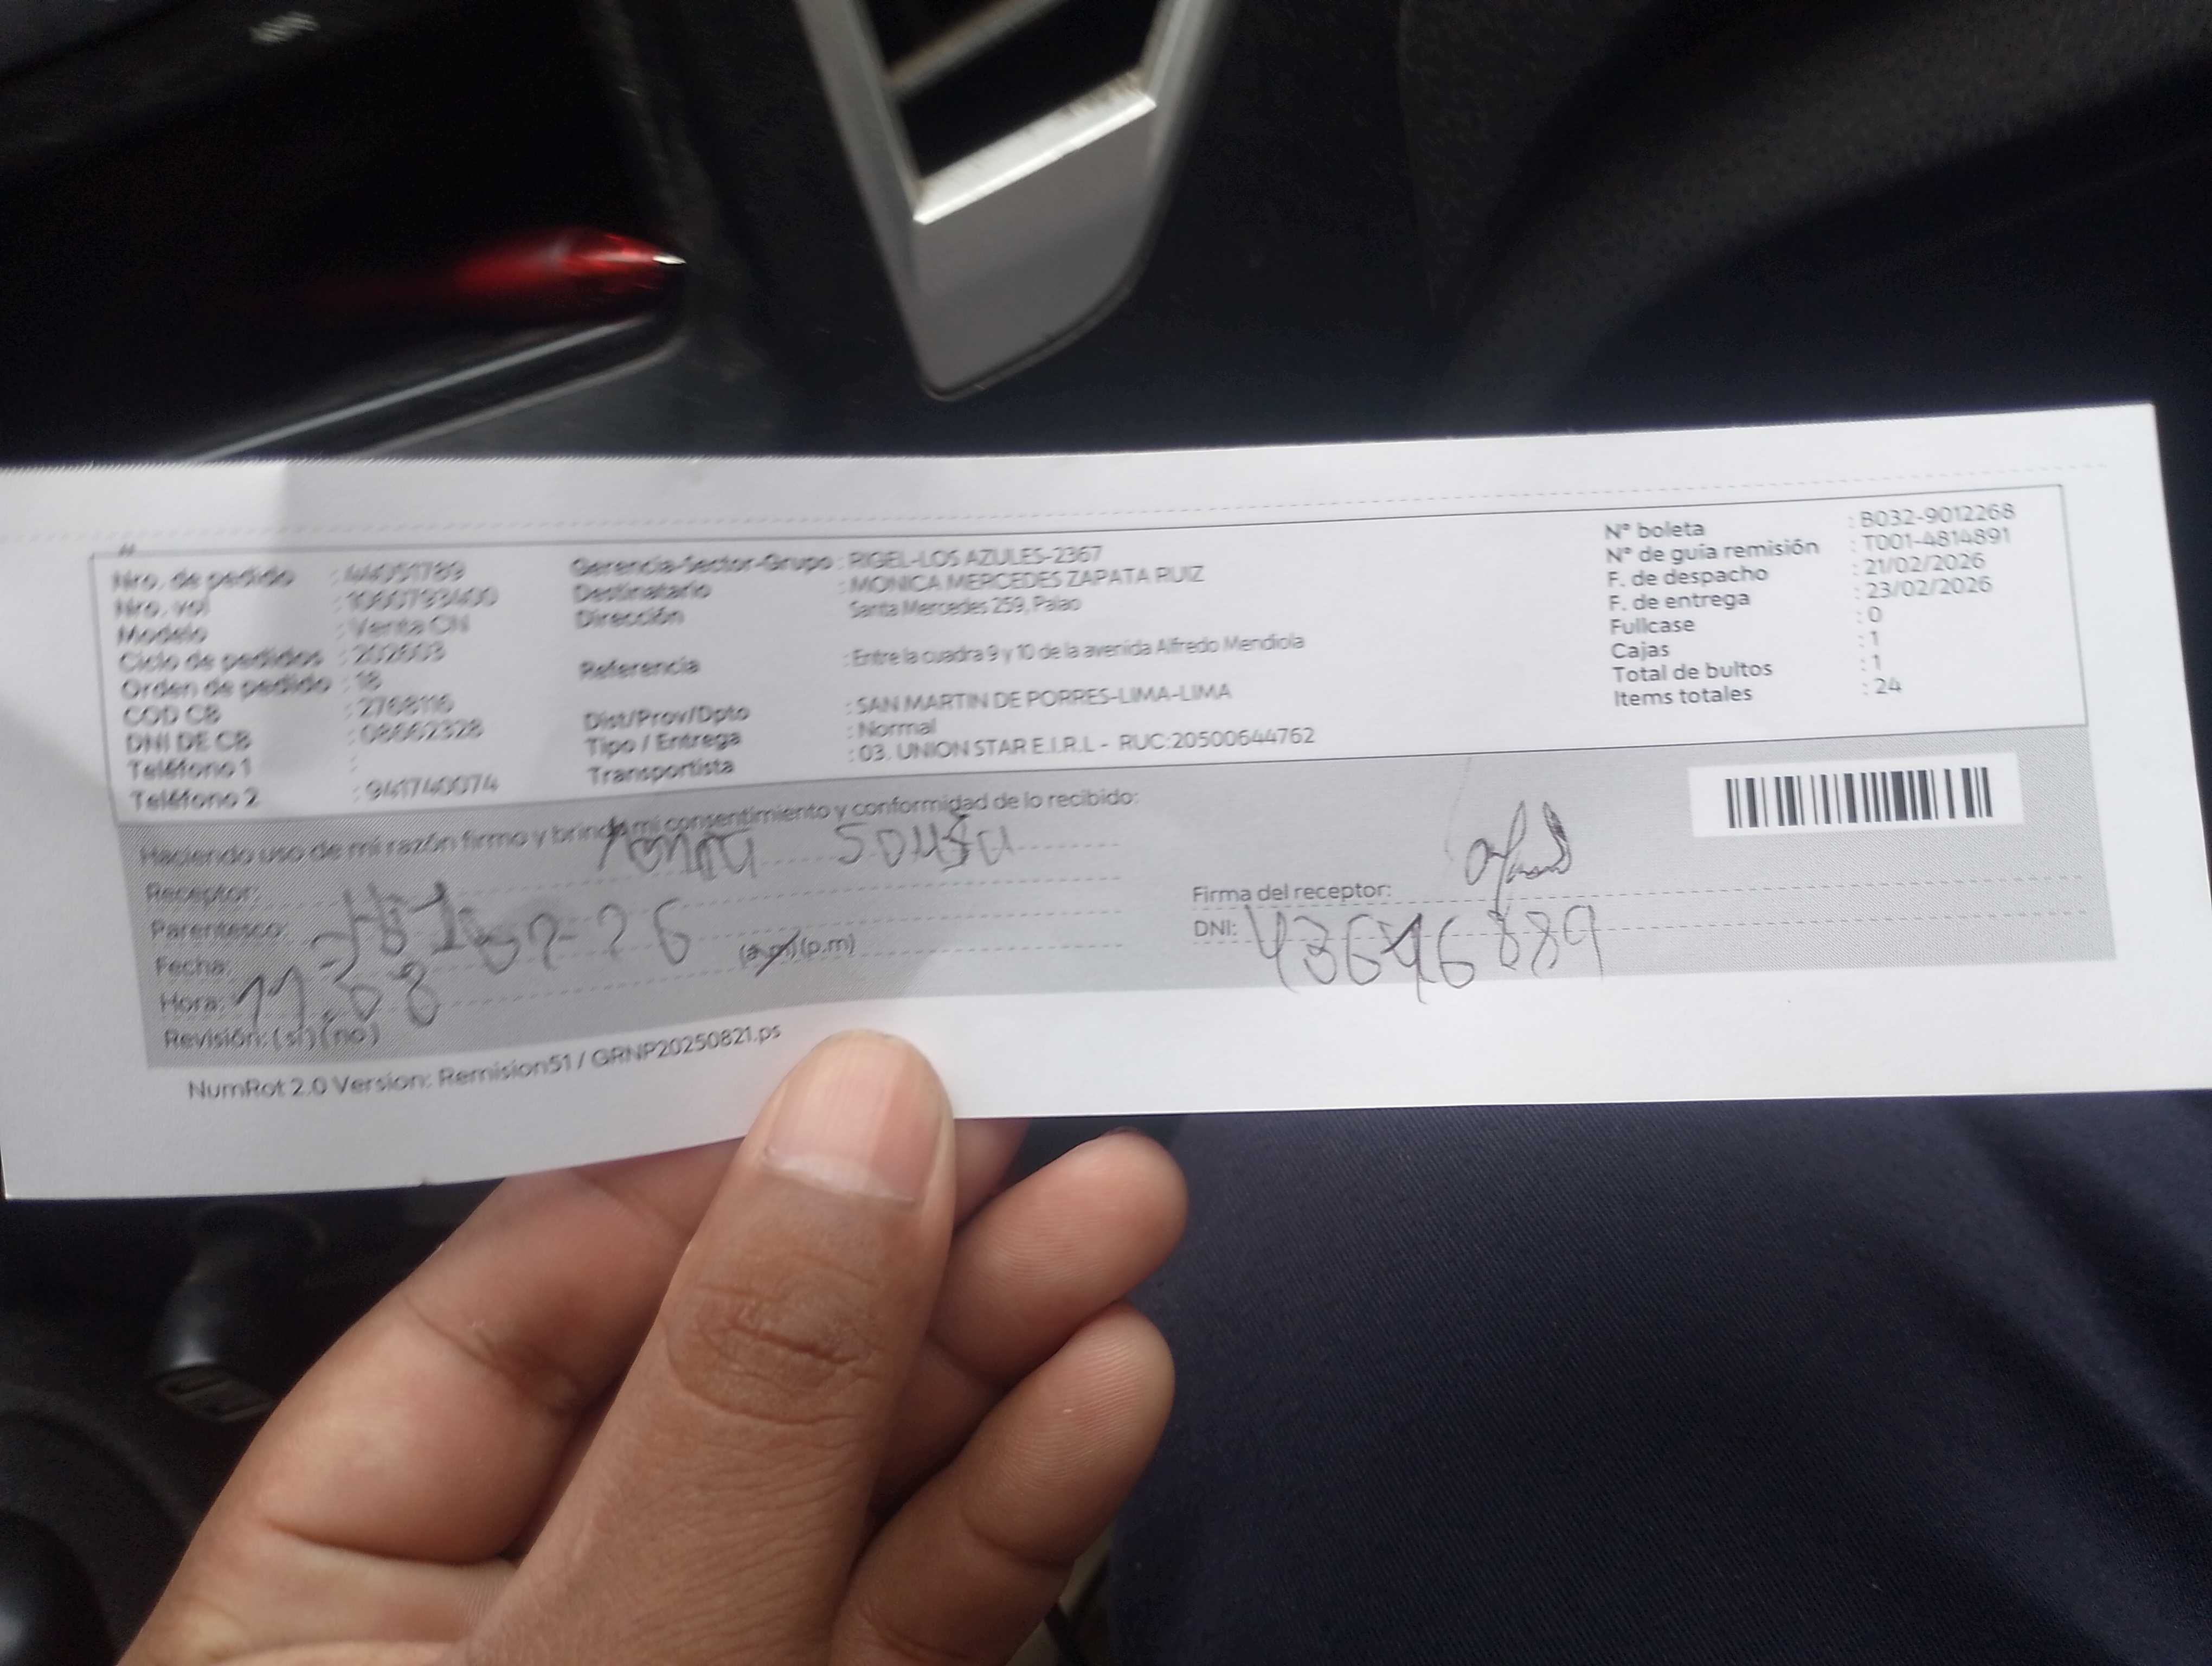 Nro. de pedido : 444051789
Nro. vol : 1066793400
Modelo : Venta CN
Ciclo de pedidos : 202603
Orden de pedido : 18
COD CB : 2768116
DNI DE CB : 08662328
Teléfono 1 :
Teléfono 2 : 941740074
Gerencia-Sector-Grupo : RIGEL-LOS AZULES-2367
Destinatario : MONICA MERCEDES ZAPATA RUIZ
Dirección Santa Mercedes 259, Palao
Referencia : Entre la cuadra 9 y 10 de la avenida Alfredo Mendiola
Dist/Prov/Dpto : SAN MARTIN DE PORRES-LIMA-LIMA
Tipo / Entrega : Normal
Transportista : 03. UNION STAR E.I.R.L - RUC:20500644762
N° boleta : B032-9012268
N° de guía remisión : T001-4814891
F. de despacho : 21/02/2026
F. de entrega : 23/02/2026
Fullcase : 0
Cajas : 1
Total de bultos : 1
Items totales : 24
Haciendo uso de mi razón firmo y brindo mi consentimiento y conformidad de lo recibido:
Receptor:
Parentesco:
Fecha:
Hora: (a.m)(p.m)
Revisión: (si) (no)
Firma del receptor:
DNI: 43646889
NumRot 2.0 Version: Remision51 / GRNP20250821.ps